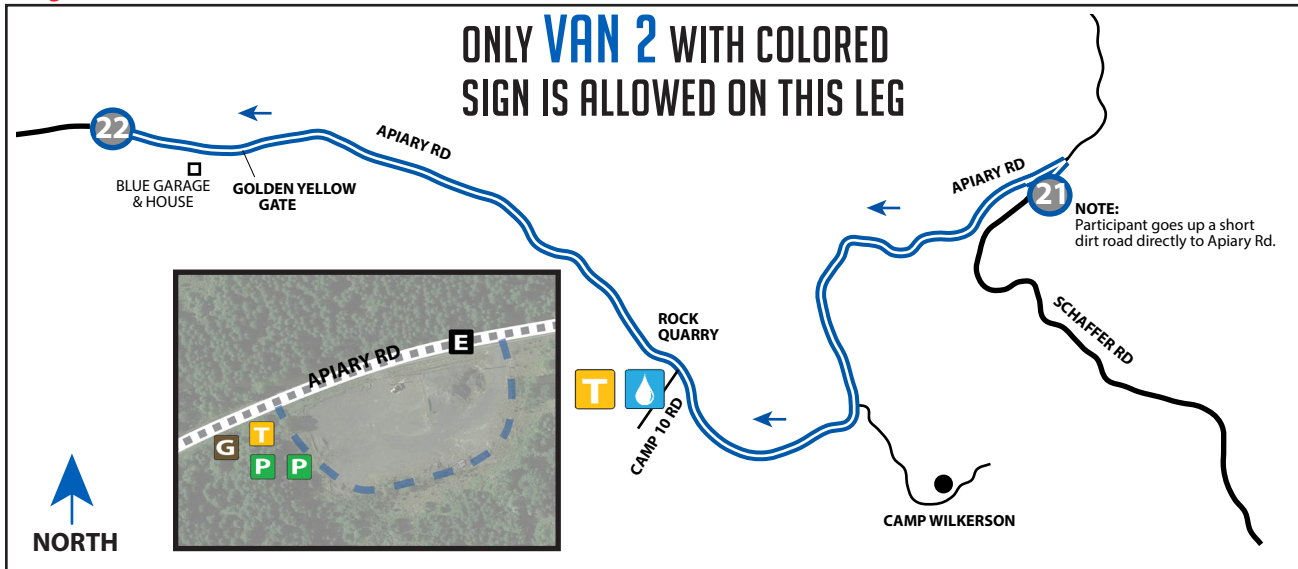 ONLY VAN 2 WITH COLORED
SIGN IS ALLOWED ON THIS LEG
22
APIARY RD
BLUE GARAGE
& HOUSE
GOLDEN YELLOW
GATE
APIARY RD
21
NOTE:
Participant goes up a short
dirt road directly to Apiary Rd.
SCHAFFER RD
ROCK
QUARRY
T
CAMP 10 RD
CAMP WILKERSON
APIARY RD
E
G
T
P
P
NORTH